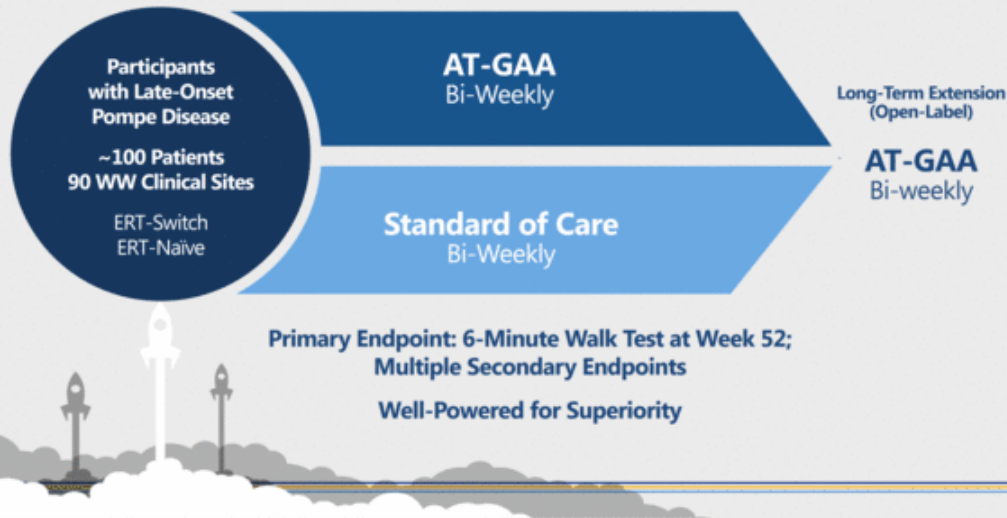 Participants
with Late-Onset
Pompe Disease
~100 Patients
90 WW Clinical Sites
ERT-Switch
ERT-Naïve
AT-GAA
Bi-Weekly
Standard of Care
Bi-Weekly
Long-Term Extension
(Open-Label)
AT-GAA
Bi-weekly
Primary Endpoint: 6-Minute Walk Test at Week 52;
Multiple Secondary Endpoints
Well-Powered for Superiority